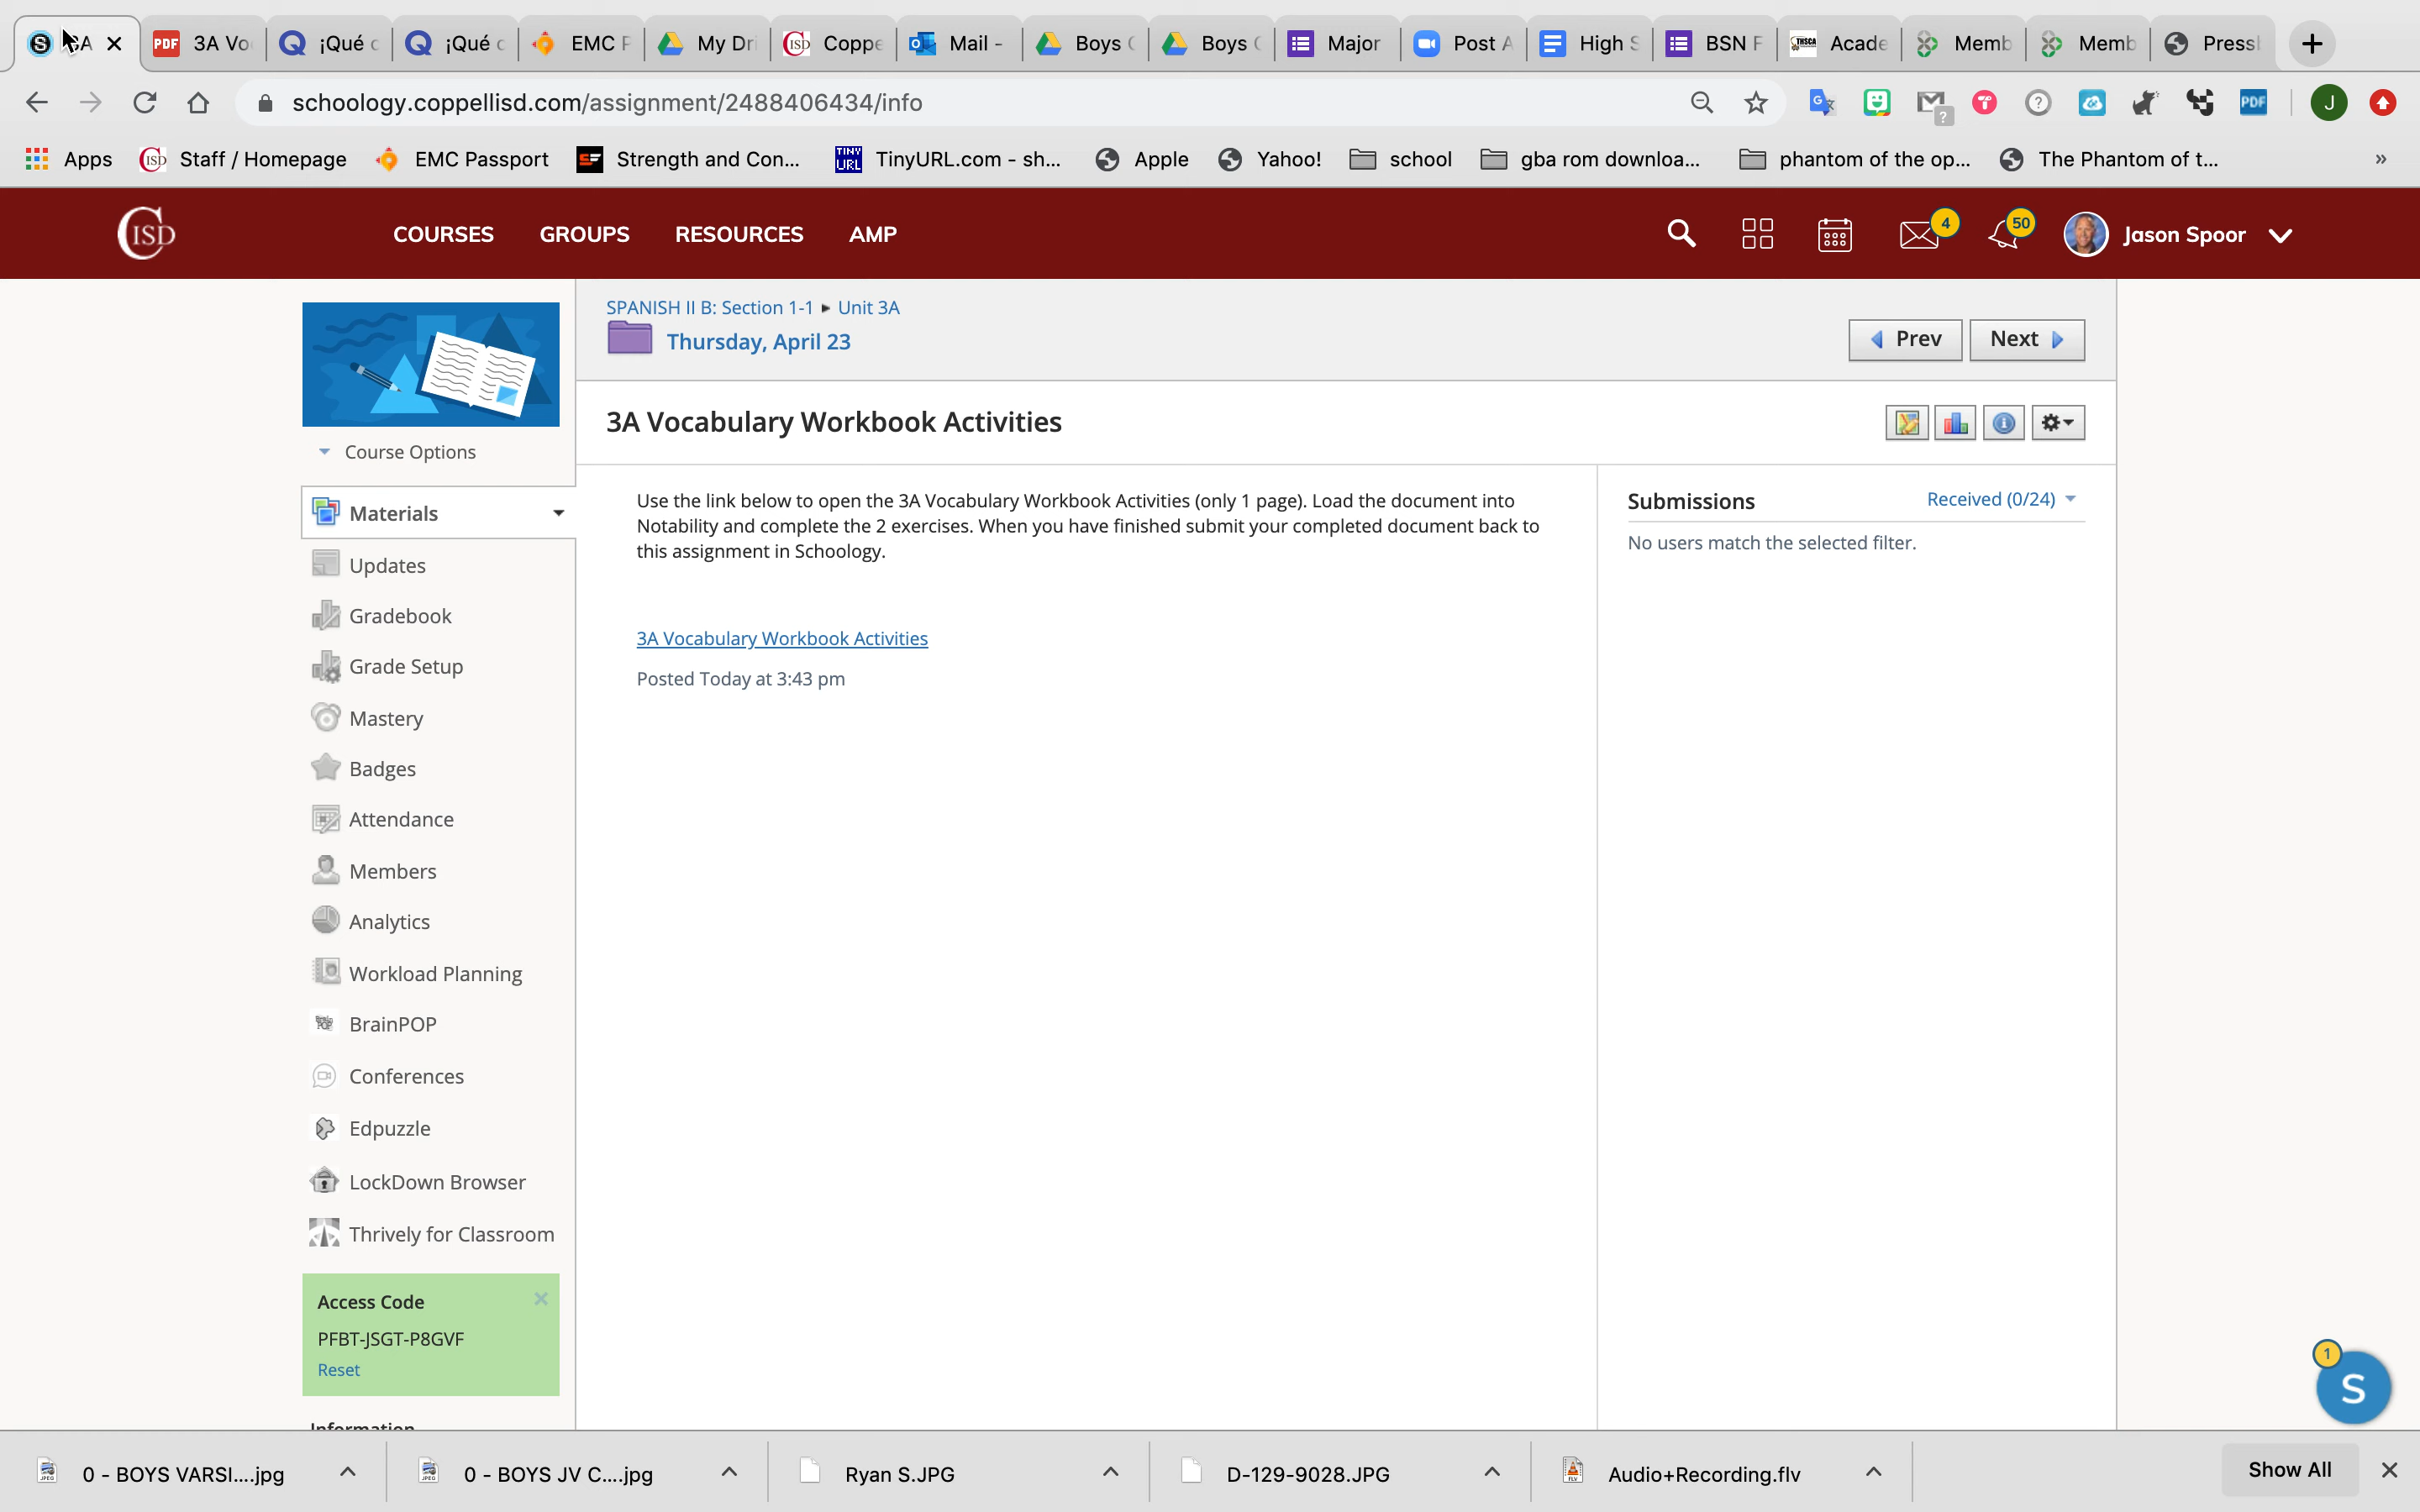 3A Vo
¡Qué c
¡Qué c
EMC P
My Dri
CISD Coppe
Mail -
Boys C
Boys C
Major
Post A
High S
BSN F
THSCA Acade
Memb
Memb
Press
schoology.coppellisd.com/assignment/2488406434/info
Apps
CISD Staff / Homepage
EMC Passport
Strength and Con...
TINY URL TinyURL.com - sh...
Apple
Yahoo!
school
gba rom downloa...
phantom of the op...
The Phantom of t...
»
CISD
COURSES GROUPS RESOURCES AMP
4
50
Jason Spoor
SPANISH II B: Section 1-1 ▸ Unit 3A
Thursday, April 23
Prev
Next
3A Vocabulary Workbook Activities
Course Options
Materials
Updates
Gradebook
Grade Setup
Mastery
Badges
Attendance
Members
Analytics
Workload Planning
BrainPOP
Conferences
Edpuzzle
LockDown Browser
Thrively for Classroom
Access Code
PFBT-JSGT-P8GVF
Reset
Information
Use the link below to open the 3A Vocabulary Workbook Activities (only 1 page). Load the document into
Notability and complete the 2 exercises. When you have finished submit your completed document back to
this assignment in Schoology.
3A Vocabulary Workbook Activities
Posted Today at 3:43 pm
Submissions
Received (0/24)
No users match the selected filter.
1
S
0 - BOYS VARSI....jpg
0 - BOYS JV C....jpg
Ryan S.JPG
D-129-9028.JPG
Audio+Recording.flv
Show All